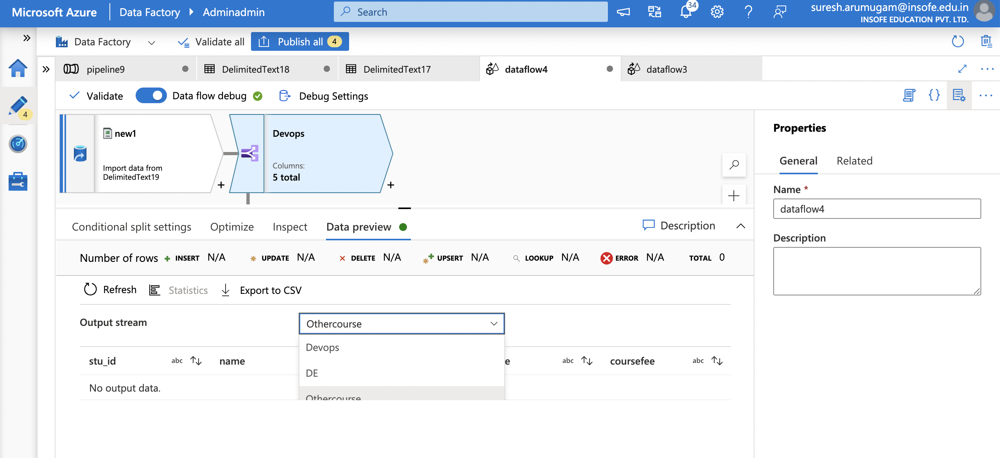 Microsoft Azure
Data Factory
Adminadmin
Search
34
suresh.arumugam@insofe.edu.in
INSOFE EDUCATION PVT. LTD.
Data Factory
Validate all
Publish all 4
pipeline9
DelimitedText18
DelimitedText17
dataflow4
dataflow3
Validate
Data flow debug
Debug Settings
4
new1
Import data from
DelimitedText19
Devops
Columns:
5 total
Properties
General
Related
Name *
dataflow4
Description
Conditional split settings
Optimize
Inspect
Data preview
Description
Number of rows
INSERT N/A
UPDATE N/A
DELETE N/A
UPSERT N/A
LOOKUP N/A
ERROR N/A
TOTAL 0
Refresh
Statistics
Export to CSV
Output stream
Othercourse
Devops
DE
Othercourse
stu_id abc
name
e abc
coursefee abc
No output data.